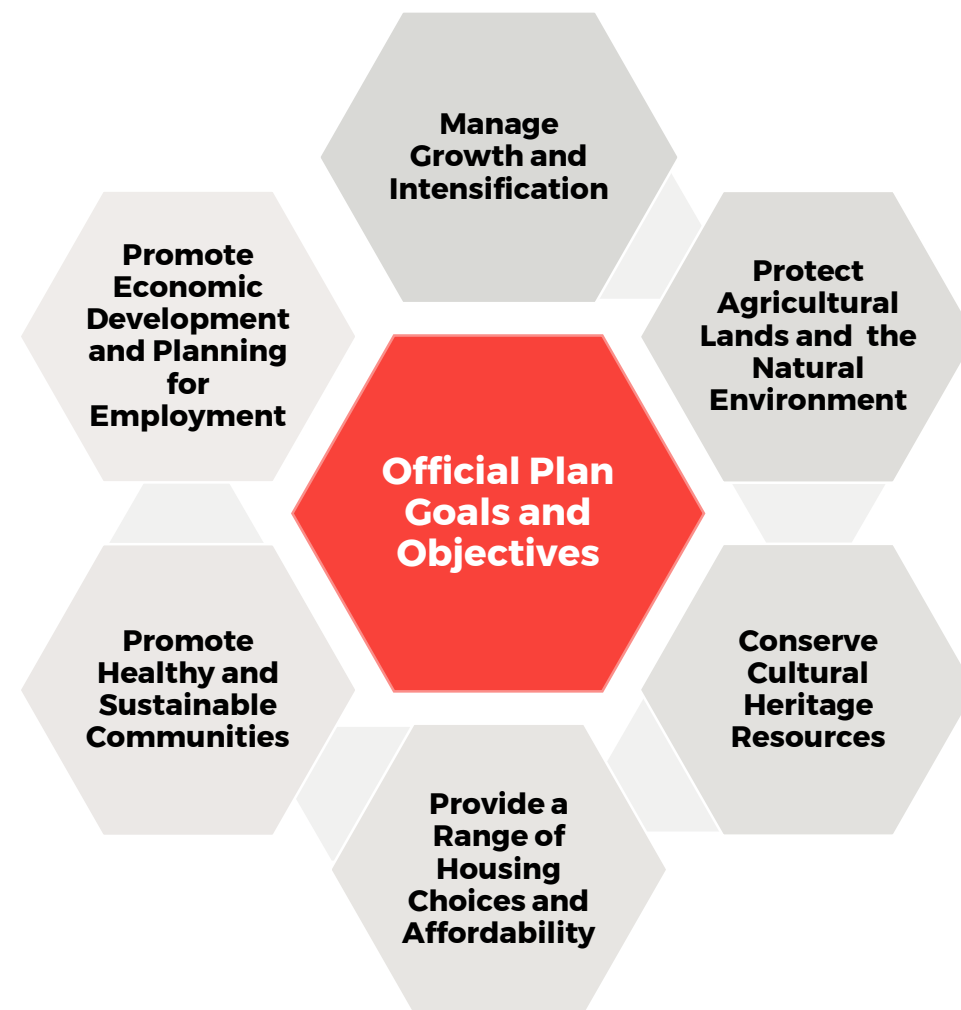 Manage
Growth and
Intensification
Protect
Agricultural
Lands and  the
Natural
Environment
Conserve
Cultural
Heritage
Resources
Provide a
Range of
Housing
Choices and
Affordability
Promote
Healthy and
Sustainable
Communities
Promote
Economic
Development
and Planning
for
Employment
Official Plan
Goals and
Objectives